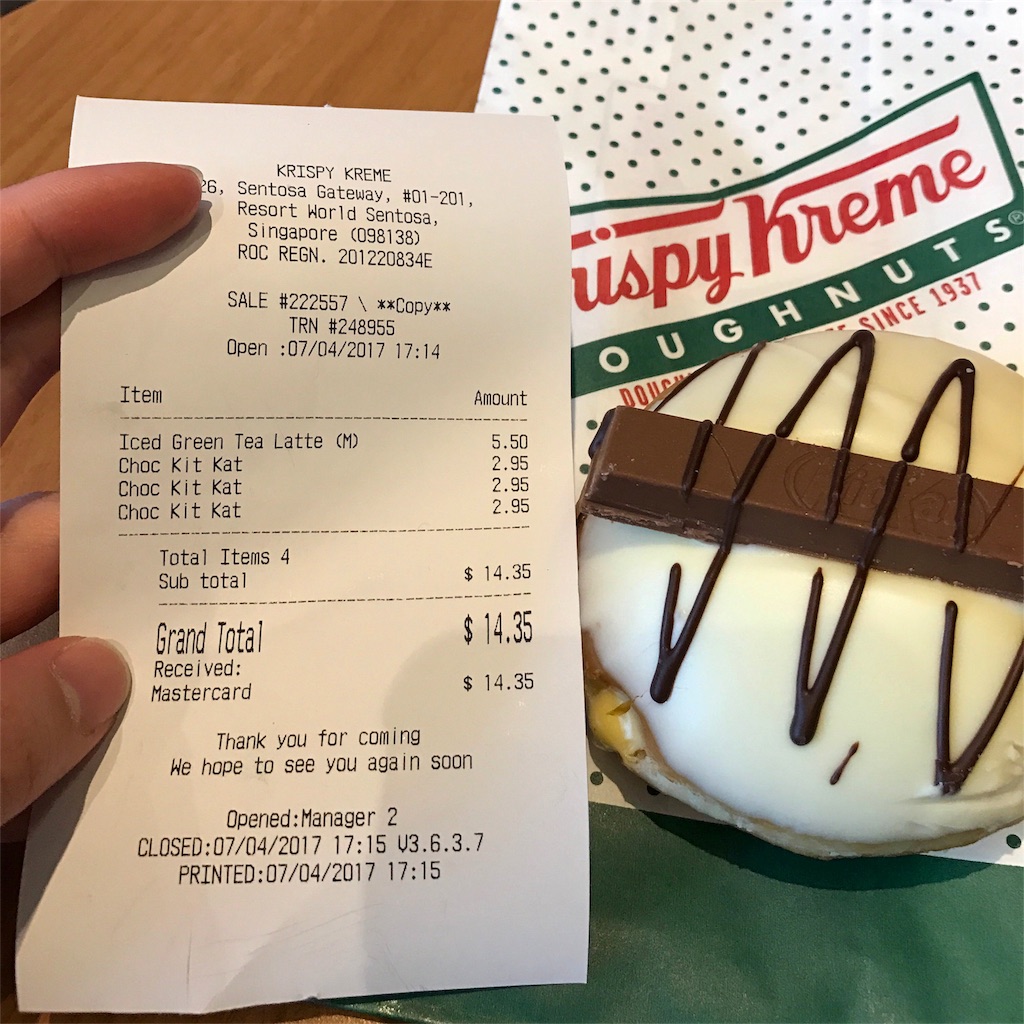 KRISPY KREME
26, Sentosa Gateway, #01-201,
Resort World Sentosa,
Singapore (098138)
ROC REGN. 201220834E
SALE #222557 \ **Copy**
TRN #248955
Open :07/04/2017 17:14
Item Amount
Iced Green Tea Latte (M) 5.50
Choc Kit Kat 2.95
Choc Kit Kat 2.95
Choc Kit Kat 2.95
Total Items 4
Sub total $ 14.35
Grand Total $ 14.35
Received:
Mastercard $ 14.35
Thank you for coming
We hope to see you again soon
Opened:Manager 2
CLOSED:07/04/2017 17:15 V3.6.3.7
PRINTED:07/04/2017 17:15
Krispy Kreme
DOUGHNUTS®
SINCE 1937
KitKat